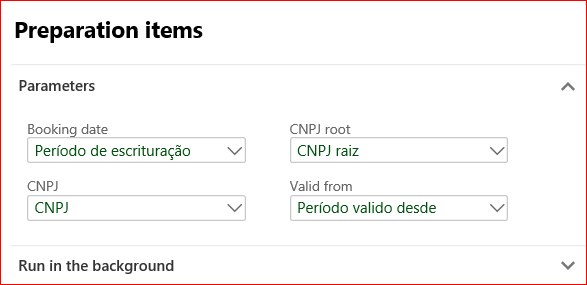 Preparation items
Parameters
Booking date
CNPJ root
Período de escrituração
CNPJ raiz
CNPJ
Valid from
CNPJ
Período valido desde
Run in the background